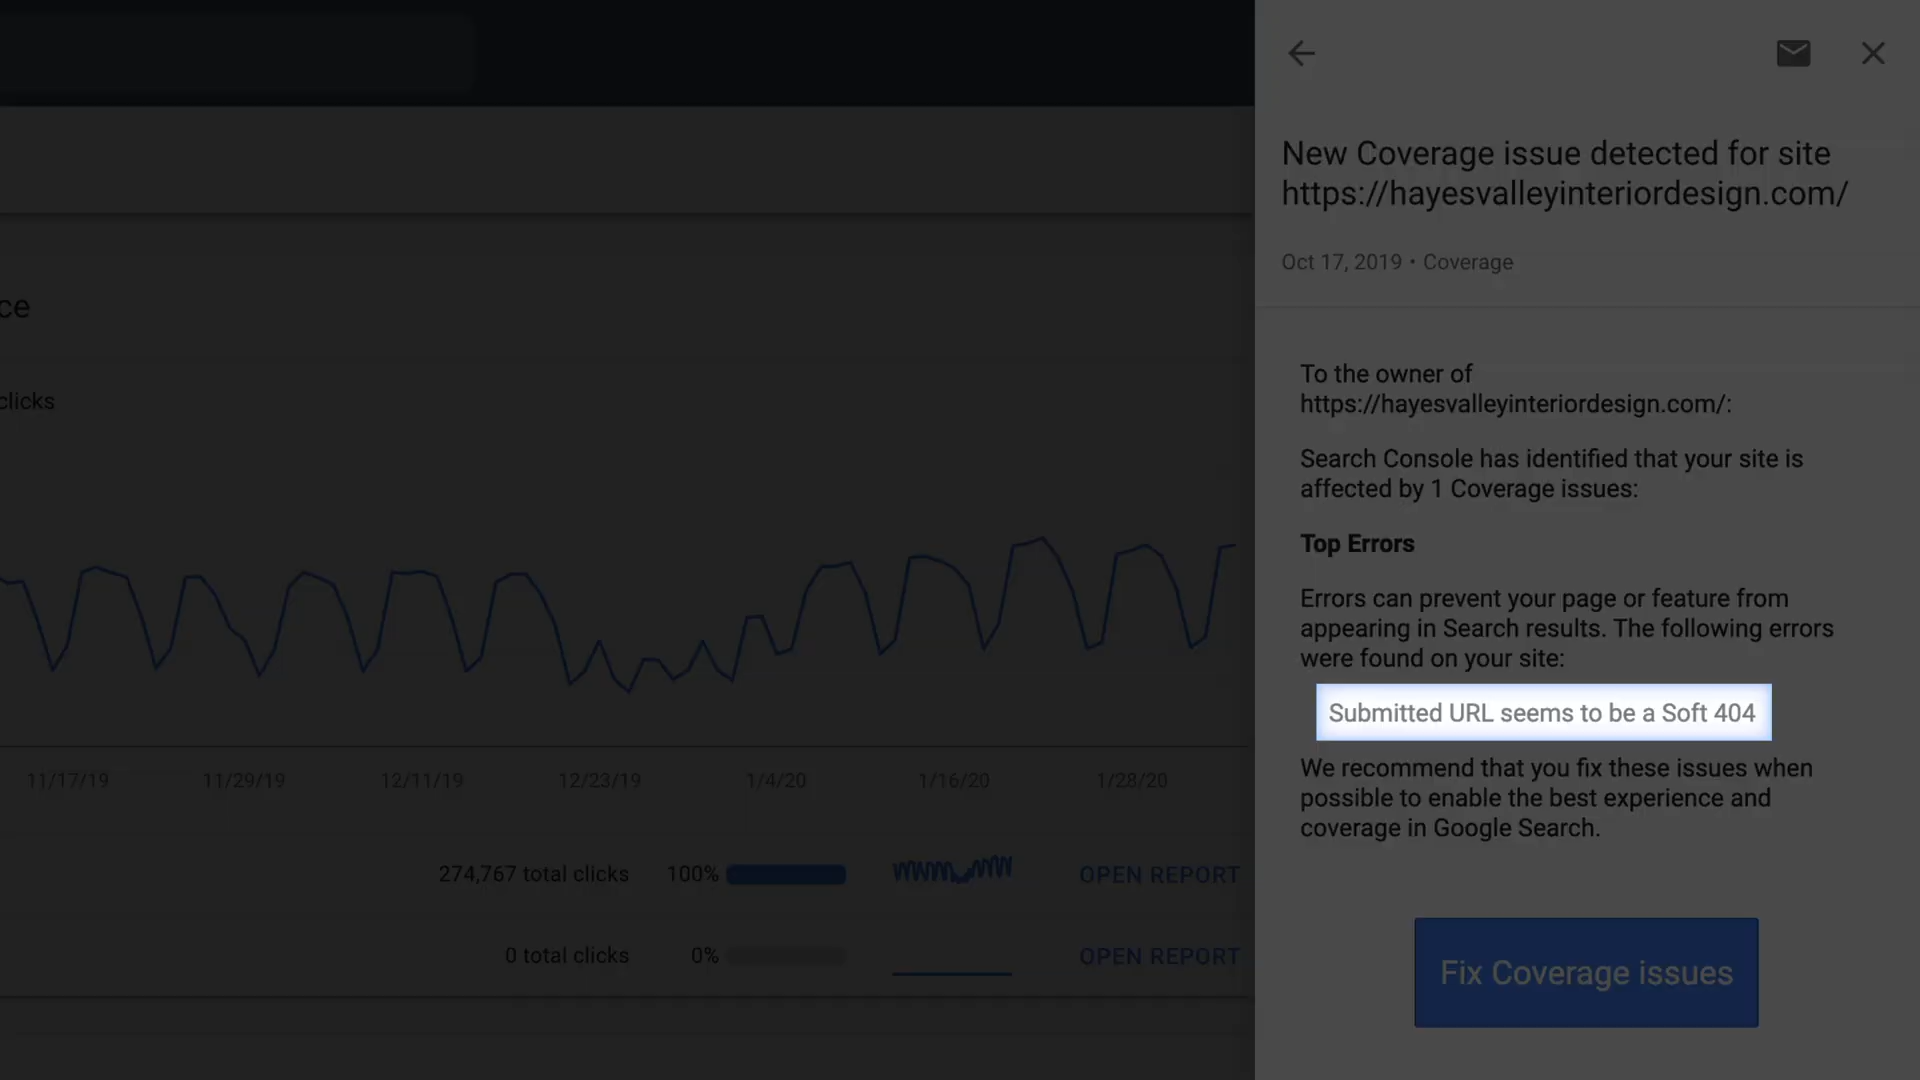 New Coverage issue detected for site
https://hayesvalleyinteriordesign.com/
Oct 17, 2019 • Coverage
ce
clicks
To the owner of
https://hayesvalleyinteriordesign.com/:
Search Console has identified that your site is
affected by 1 Coverage issues:
Top Errors
Errors can prevent your page or feature from
appearing in Search results. The following errors
were found on your site:
Submitted URL seems to be a Soft 404
We recommend that you fix these issues when
possible to enable the best experience and
coverage in Google Search.
Fix Coverage issues
11/17/19 11/29/19 12/11/19 12/23/19 1/4/20 1/16/20 1/28/20
274,767 total clicks 100% OPEN REPORT
0 total clicks 0% OPEN REPORT